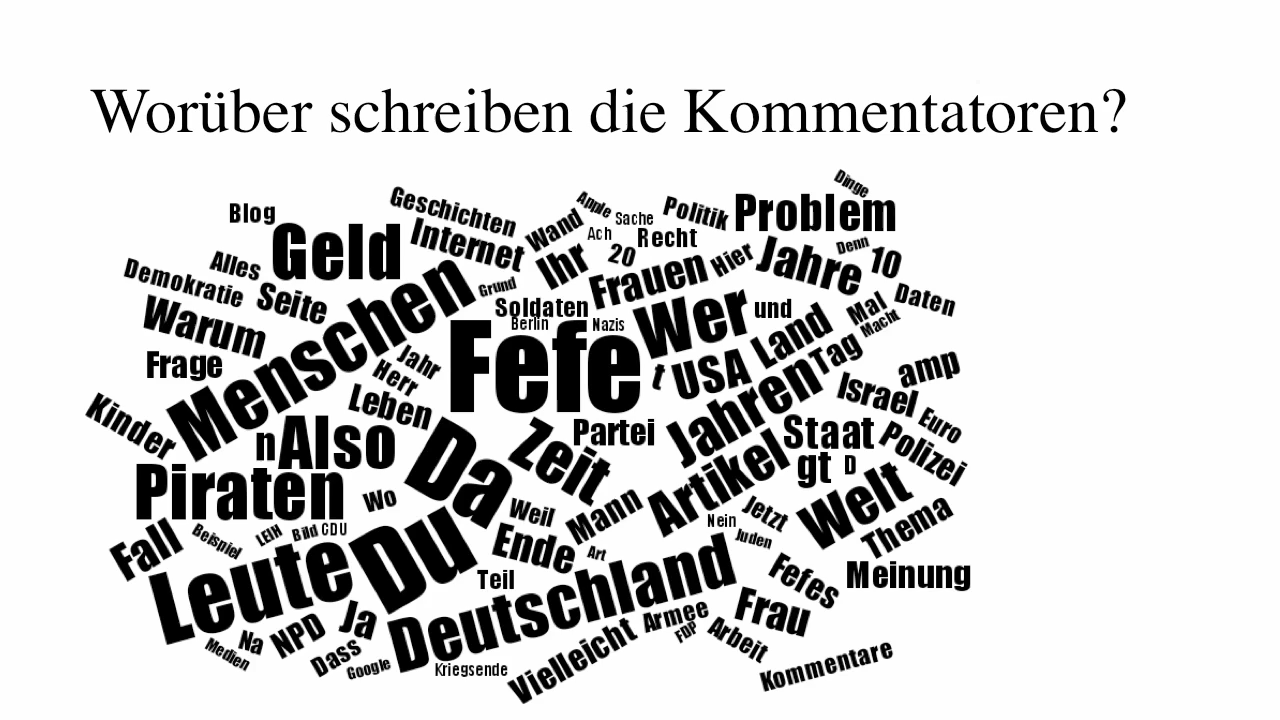 Worüber schreiben die Kommentatoren?
Dinge
Blog
Geschichten
Apple
Sache
Politik
Problem
Geld
Internet
Wand
Ach
Recht
Alles
Ihr
20
Hier
Jahre
Denn
10
Demokratie
Seite
Menschen
Grund
Frauen
Soldaten
Wer
und
Mal
Daten
Warum
Berlin
Nazis
Land
Macht
Frage
Jahr
Fefe
t
USA
Tag
amp
Herr
Jahren
Israel
Kinder
Leben
Euro
n
Also
Da
Zeit
Partei
Staat
Polizei
Piraten
Wo
Artikel
gt
D
Welt
Weil
Mann
Nein
Jetzt
Thema
Fall
Beispiel
LEIH
Bild
CDU
Leute
Du
Ende
Art
Juden
Teil
Deutschland
Fefes
Meinung
Na
NPD
Ja
Armee
FDP
Frau
Medien
Dass
Google
Kriegsende
Vielleicht
Arbeit
Kommentare